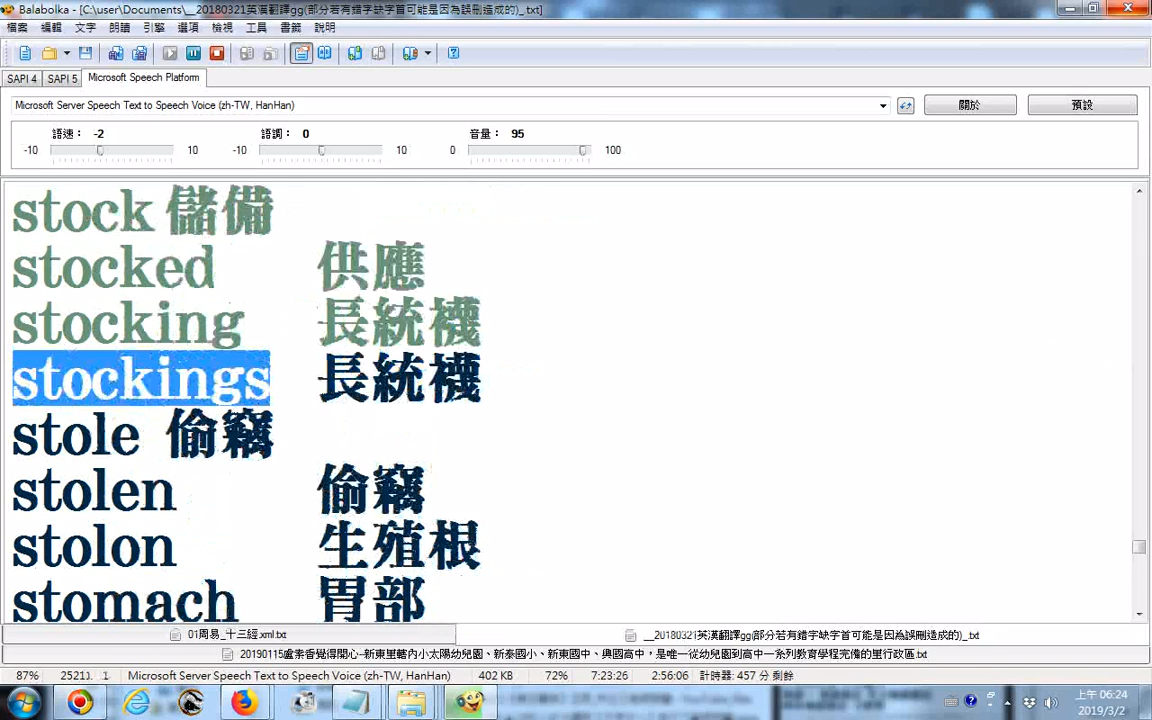 Balabolka - [C:\user\Documents\__20180321英漢翻譯gg(部分若有錯字缺字首可能是因為誤刪造成的)_.txt]
檔案 編輯 文字 朗讀 引擎 選項 檢視 工具 書籤 說明
SAPI 4 SAPI 5 Microsoft Speech Platform
Microsoft Server Speech Text to Speech Voice (zh-TW, HanHan) 關於 預設
語速： -2 語調： 0 音量： 95
-10 10 -10 10 0 100
stock 儲備
stocked 供應
stocking 長統襪
stockings 長統襪
stole 偷竊
stolen 偷竊
stolon 生殖根
stomach 胃部
01周易_十三經.xml.txt __20180321英漢翻譯gg(部分若有錯字缺字首可能是因為誤刪造成的)_.txt
20190115盧素香覺得開心-新東里轄內小太陽幼兒園、新泰國小、新東國中、興國高中，是唯一從幼兒園到高中一系列教育學程完備的里行政區.txt
87% 25211. 1 Microsoft Server Speech Text to Speech Voice (zh-TW, HanHan) 402 KB 72% 7:23:26 2:56:06 計時器: 457 分 剩餘
上午 06:24
2019/3/2